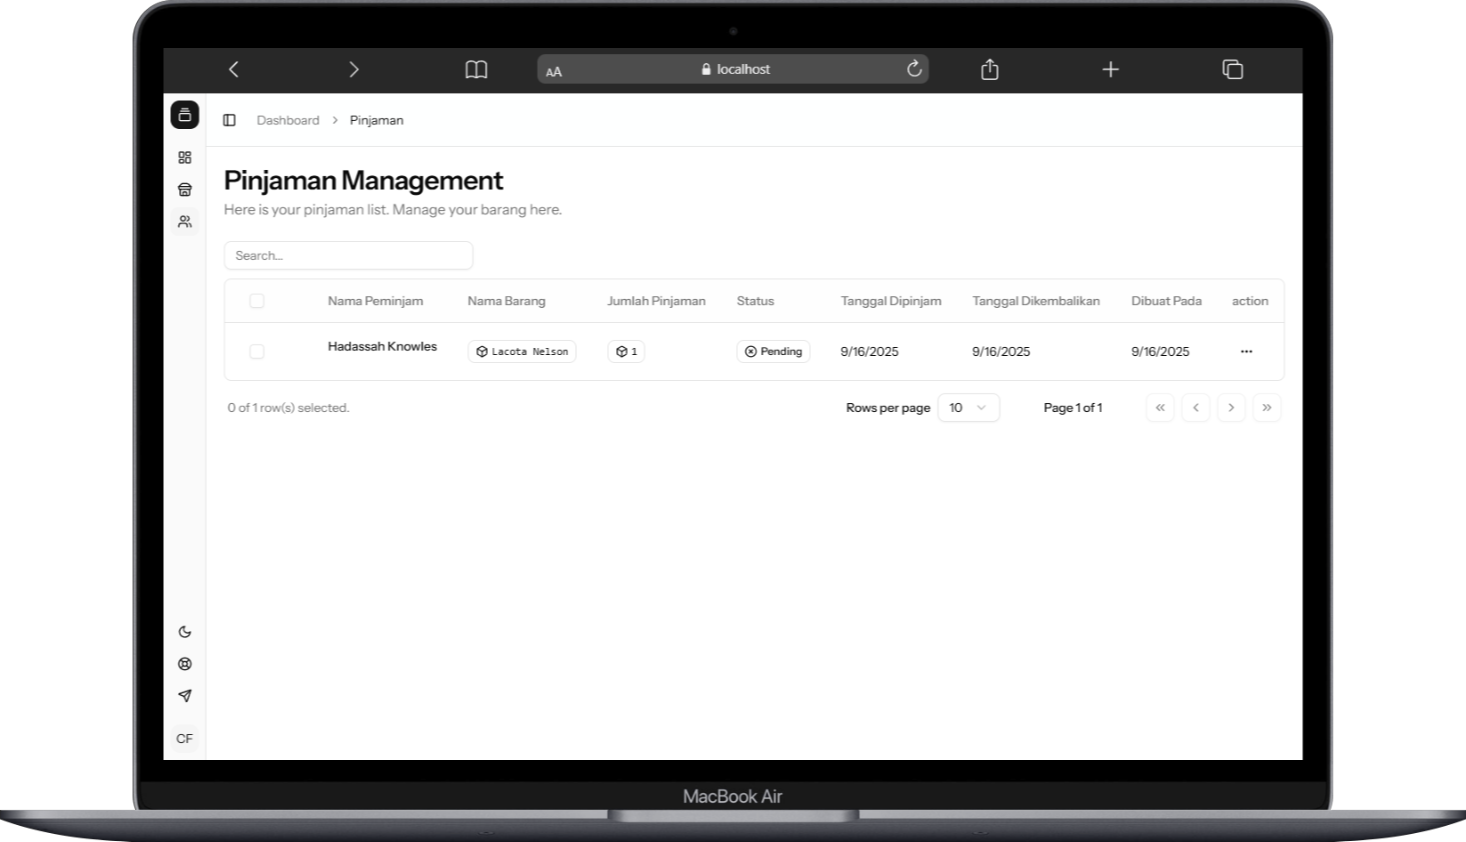 AA localhost
Dashboard > Pinjaman
Pinjaman Management
Here is your pinjaman list. Manage your barang here.
Search...
Nama Peminjam Nama Barang Jumlah Pinjaman Status Tanggal Dipinjam Tanggal Dikembalikan Dibuat Pada action
Hadassah Knowles Lacota Nelson 1 Pending 9/16/2025 9/16/2025 9/16/2025 ...
0 of 1 row(s) selected. Rows per page 10 Page 1 of 1
CF
MacBook Air